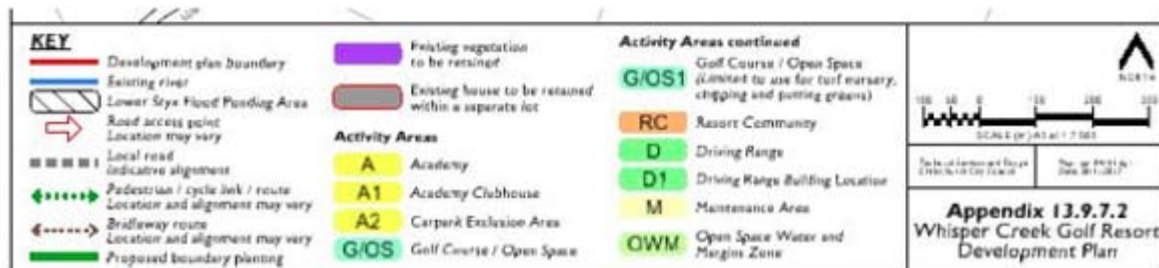 KEY
Development plan boundary
Existing river
Lower Styx Flood Ponding Area
Road access point
Location may vary
Local road
indicative alignment
Pedestrian / cycle link / route
Location and alignment may vary
Bridleway route
Location and alignment may vary
Proposed boundary planting
Existing vegetation
to be retained
Existing house to be retained
within a separate lot
Activity Areas
A Academy
A1 Academy Clubhouse
A2 Carpark Exclusion Area
G/OS Golf Course / Open Space
Activity Areas continued
G/OS1 Golf Course / Open Space
(Limited to use for turf nursery,
chipping and putting greens)
RC Resort Community
D Driving Range
D1 Driving Range Building Location
M Maintenance Area
OWM Open Space Water and
Margins Zone
NORTH
SCALE
Appendix 13.9.7.2
Whisper Creek Golf Resort
Development Plan